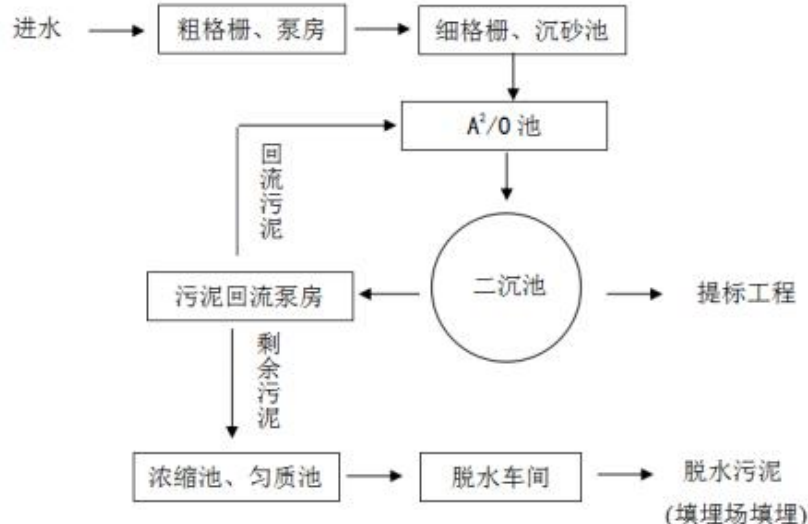 进水
粗格栅、泵房
细格栅、沉砂池
A²/O 池
回流污泥
二沉池
污泥回流泵房
提标工程
剩余污泥
浓缩池、匀质池
脱水车间
脱水污泥
(填埋场填埋)